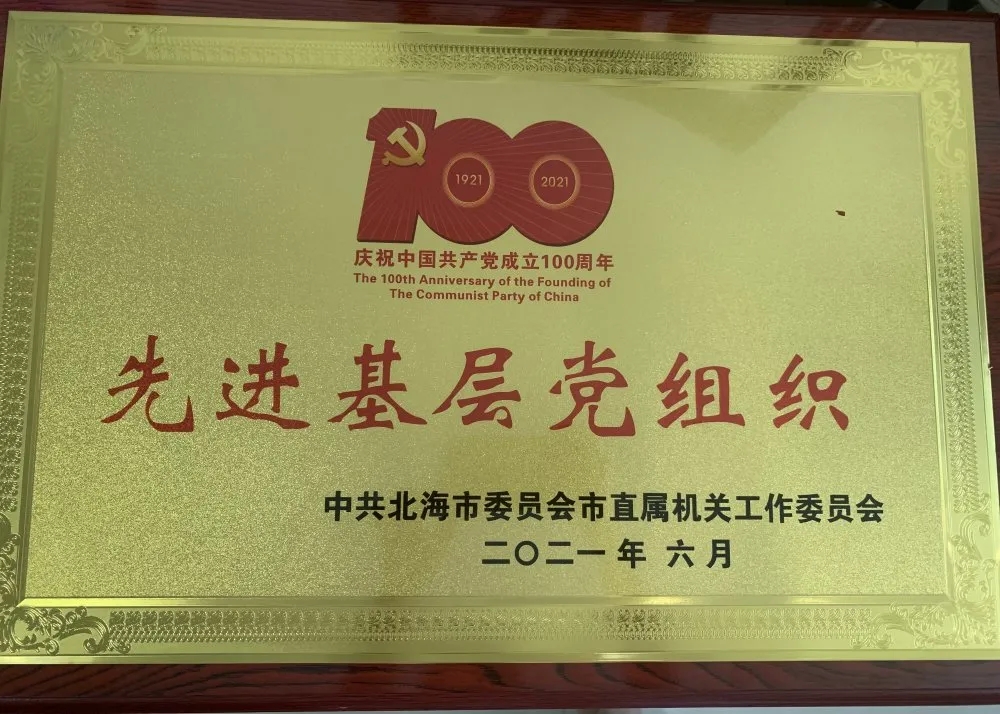 100
1921
2021
庆祝中国共产党成立100周年
The 100th Anniversary of the Founding of
The Communist Party of China
先进基层党组织
中共北海市委员会市直属机关工作委员会
二〇二一年 六月